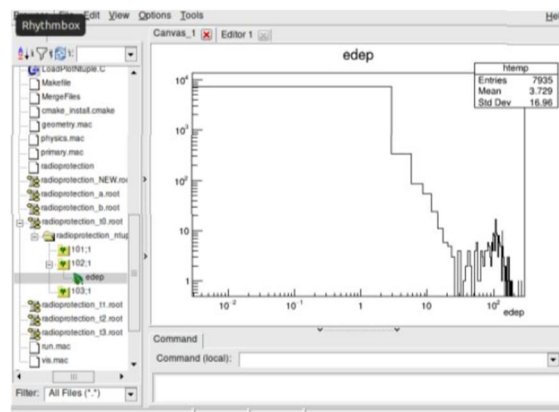 Rhythmbox
Edit View Options Tools
Canvas_1 Editor 1
LoadPlotNtuple.C
Makefile
MergeFiles
cmake_install.cmake
geometry.mac
physics.mac
primary.mac
radioprotection
radioprotection_NEW.roo
radioprotection_a.root
radioprotection_b.root
radioprotection_t0.root
radioprotection_ntup
101;1
102;1
edep
103;1
radioprotection_t1.root
radioprotection_t2.root
radioprotection_t3.root
run.mac
vis.mac
Filter: All Files (*.*)
edep
htemp
Entries 7935
Mean 3.729
Std Dev 16.96
10⁴
10³
10²
10
1
10⁻² 10⁻¹ 1 10 10²
edep
Command
Command (local):